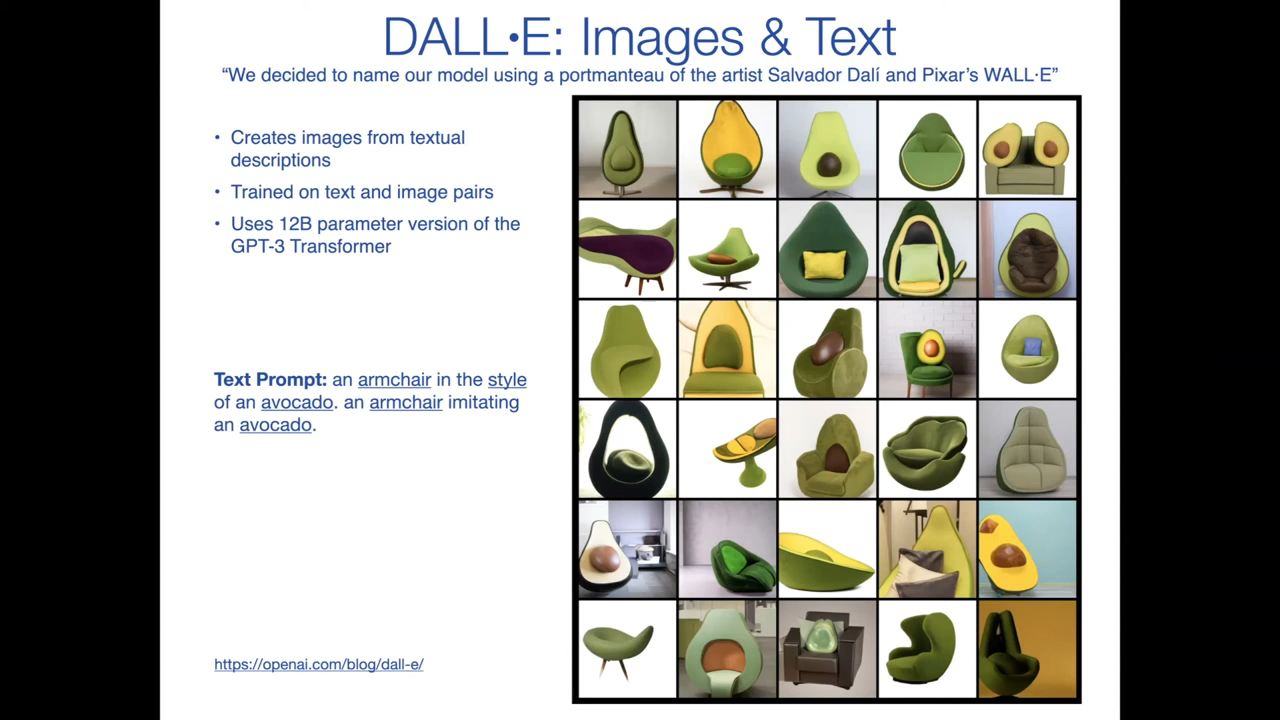 DALL•E: Images & Text
“We decided to name our model using a portmanteau of the artist Salvador Dalí and Pixar’s WALL·E”
• Creates images from textual
descriptions
• Trained on text and image pairs
• Uses 12B parameter version of the
GPT-3 Transformer
Text Prompt: an armchair in the style
of an avocado. an armchair imitating
an avocado.
https://openai.com/blog/dall-e/